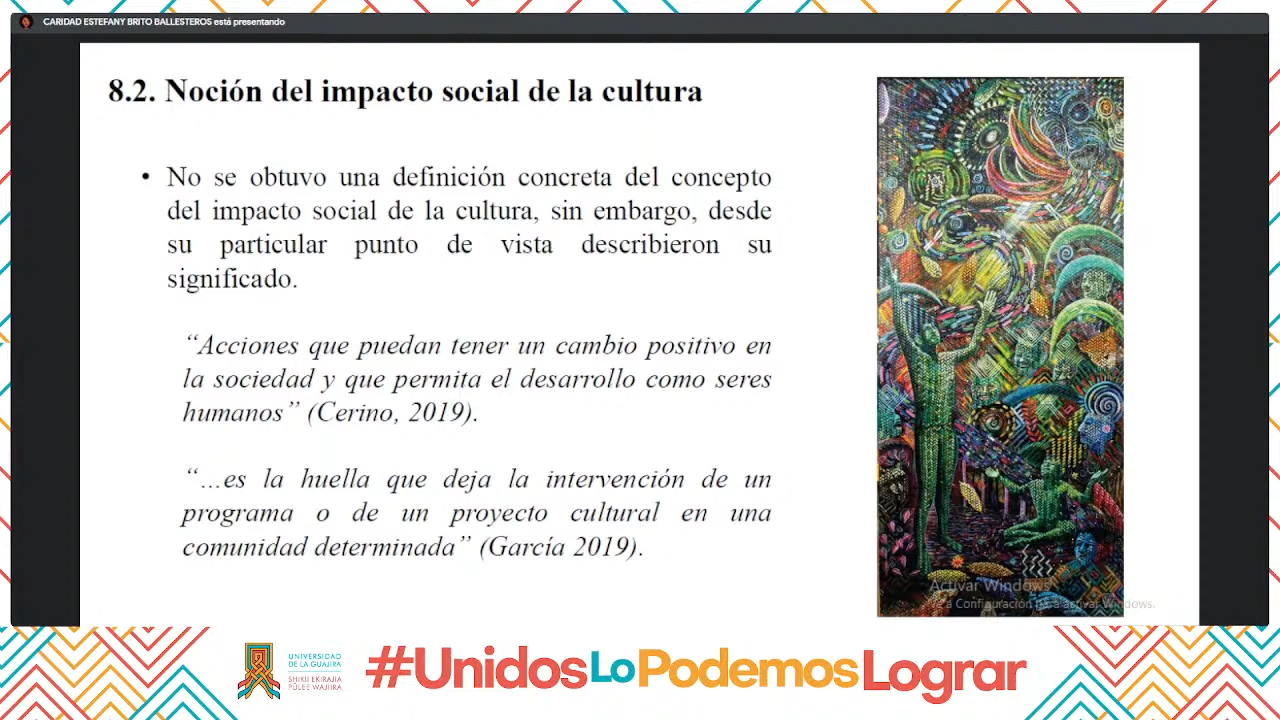 CARIDAD ESTEFANY BRITO BALLESTEROS está presentando
8.2. Noción del impacto social de la cultura
• No se obtuvo una definición concreta del concepto
del impacto social de la cultura, sin embargo, desde
su particular punto de vista describieron su
significado.
“Acciones que puedan tener un cambio positivo en
la sociedad y que permita el desarrollo como seres
humanos” (Cerino, 2019).
“…es la huella que deja la intervención de un
programa o de un proyecto cultural en una
comunidad determinada” (García 2019).
Activar Windows
Ve a Configuración para activar Windows.
UNIVERSIDAD
DE LA GUAJIRA
SHIKII EKIRAJIA
PÜLEE WAJIIRA
#UnidosLoPodemosLograr